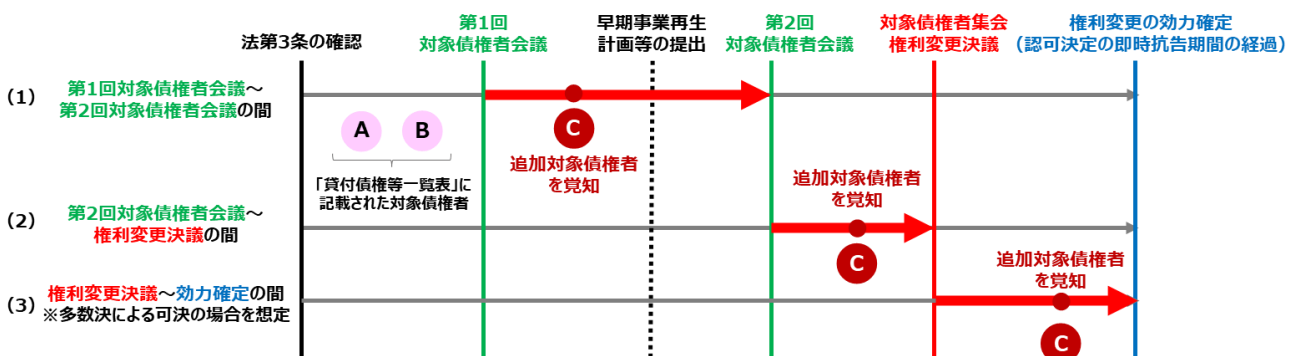 法第3条の確認
第1回
対象債権者会議
早期事業再生
計画等の提出
第2回
対象債権者会議
対象債権者集会
権利変更決議
権利変更の効力確定
(認可決定の即時抗告期間の経過)
(1)
第1回対象債権者会議～
第2回対象債権者会議の間
A
B
「貸付債権等一覧表」に
記載された対象債権者
C
追加対象債権者
を覚知
(2)
第2回対象債権者会議～
権利変更決議の間
追加対象債権者
を覚知
C
(3)
権利変更決議～効力確定の間
※多数決による可決の場合を想定
追加対象債権者
を覚知
C